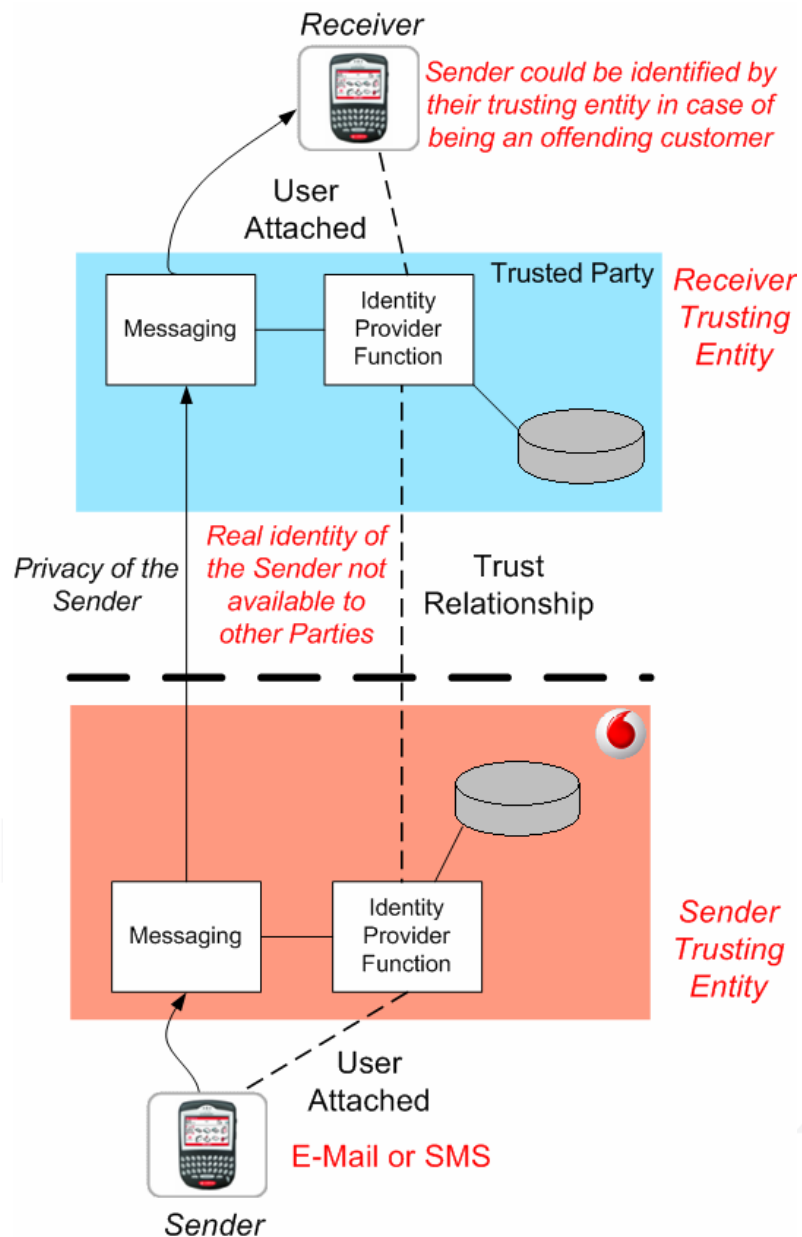 Receiver
Sender could be identified by
their trusting entity in case of
being an offending customer
User
Attached
Trusted Party
Messaging
Identity
Provider
Function
Receiver
Trusting
Entity
Privacy of the
Sender
Real identity of
the Sender not
available to
other Parties
Trust
Relationship
Messaging
Identity
Provider
Function
Sender
Trusting
Entity
User
Attached
E-Mail or SMS
Sender